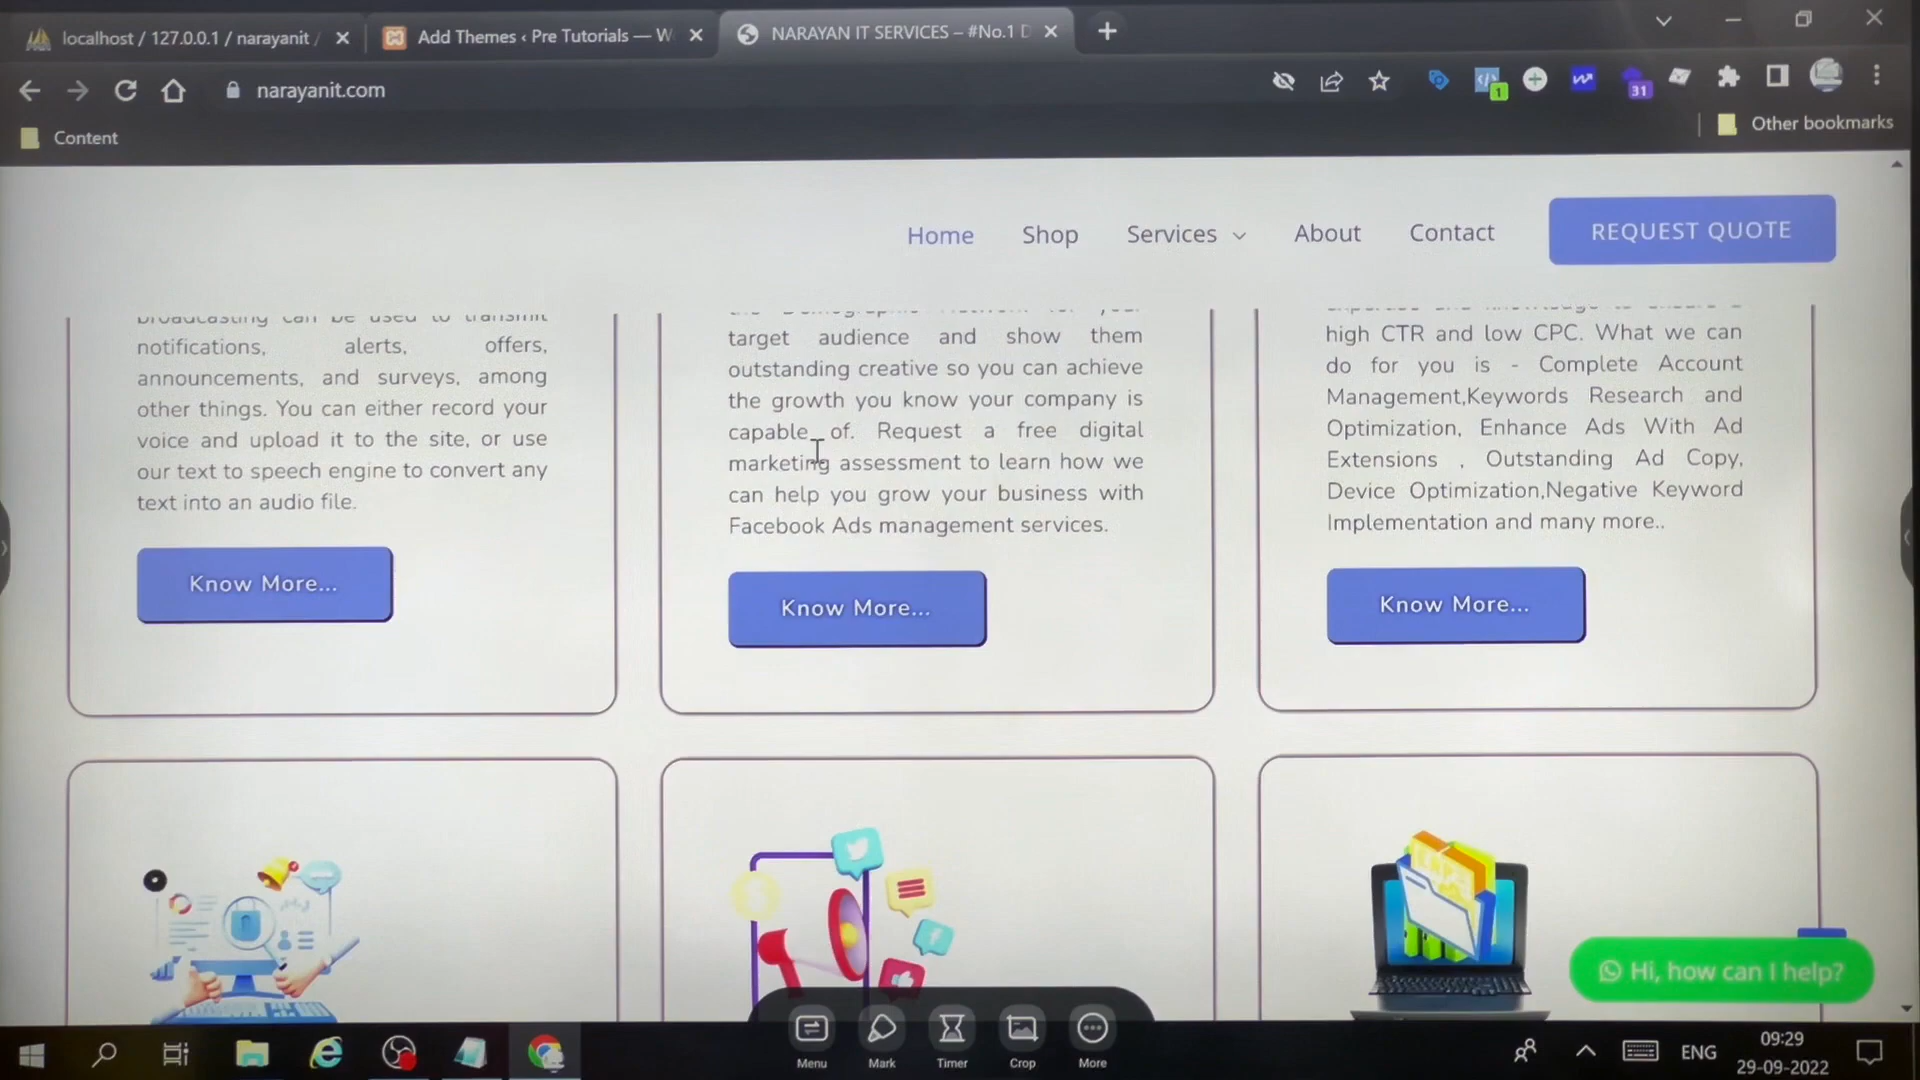 localhost / 127.0.0.1 / narayanit /
Add Themes ‹ Pre Tutorials — W
NARAYAN IT SERVICES – #No.1 D
narayanit.com
1
31
Content
Other bookmarks
Home
Shop
Services
About
Contact
REQUEST QUOTE
broadcasting can be used to transmit
notifications, alerts, offers,
announcements, and surveys, among
other things. You can either record your
voice and upload it to the site, or use
our text to speech engine to convert any
text into an audio file.
Know More...
target audience and show them
outstanding creative so you can achieve
the growth you know your company is
capable of. Request a free digital
marketing assessment to learn how we
can help you grow your business with
Facebook Ads management services.
Know More...
high CTR and low CPC. What we can
do for you is - Complete Account
Management,Keywords Research and
Optimization, Enhance Ads With Ad
Extensions , Outstanding Ad Copy,
Device Optimization,Negative Keyword
Implementation and many more..
Know More...
Hi, how can I help?
Menu
Mark
Timer
Crop
More
ENG
09:29
29-09-2022